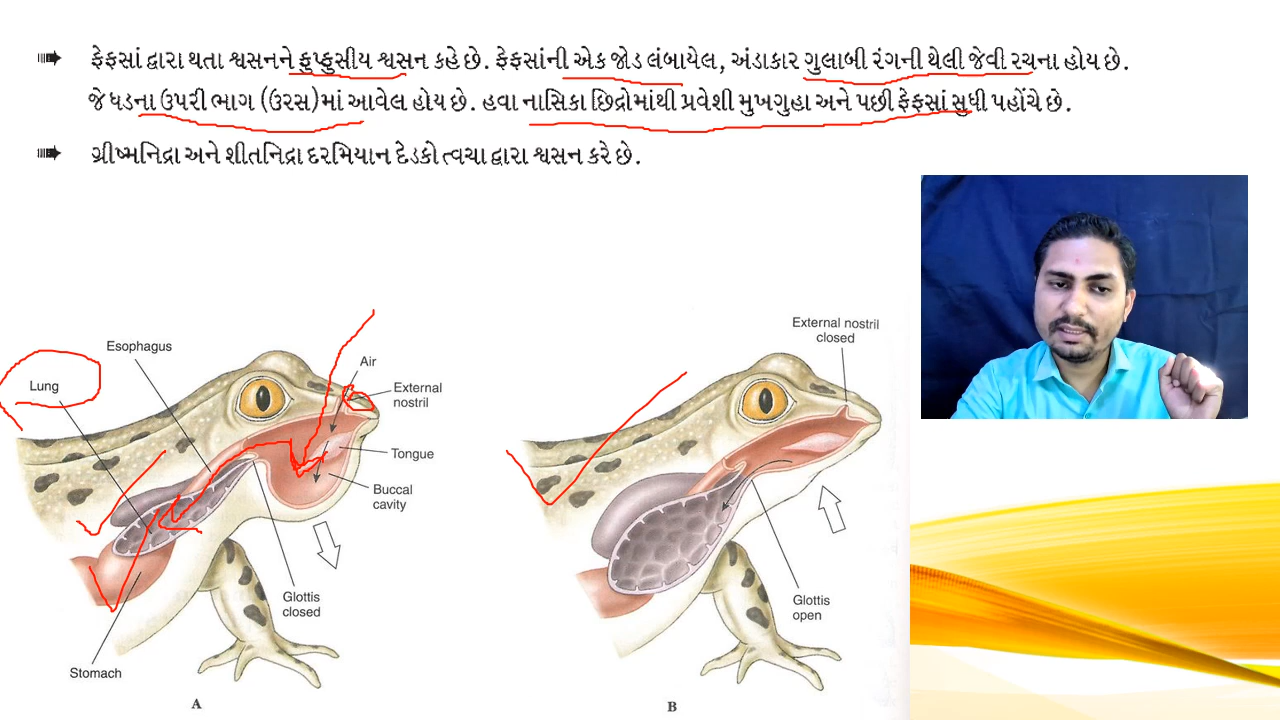 ફેફસાં દ્વારા થતા શ્વસનને ફુપ્ફુસીય શ્વસન કહે છે. ફેફસાંની એક જોડ લંબાયેલ, અંડાકાર ગુલાબી રંગની થેલી જેવી રચના હોય છે.
જે ધડના ઉપરી ભાગ (ઉરસ)માં આવેલ હોય છે. હવા નાસિકા છિદ્રોમાંથી પ્રવેશી મુખગુહા અને પછી ફેફસાં સુધી પહોંચે છે.
ગ્રીષ્મનિદ્રા અને શીતનિદ્રા દરમિયાન દેડકો ત્વચા દ્વારા શ્વસન કરે છે.
Esophagus
Lung
Air
External
nostril
Tongue
Buccal
cavity
Glottis
closed
Stomach
A
External nostril
closed
Glottis
open
B